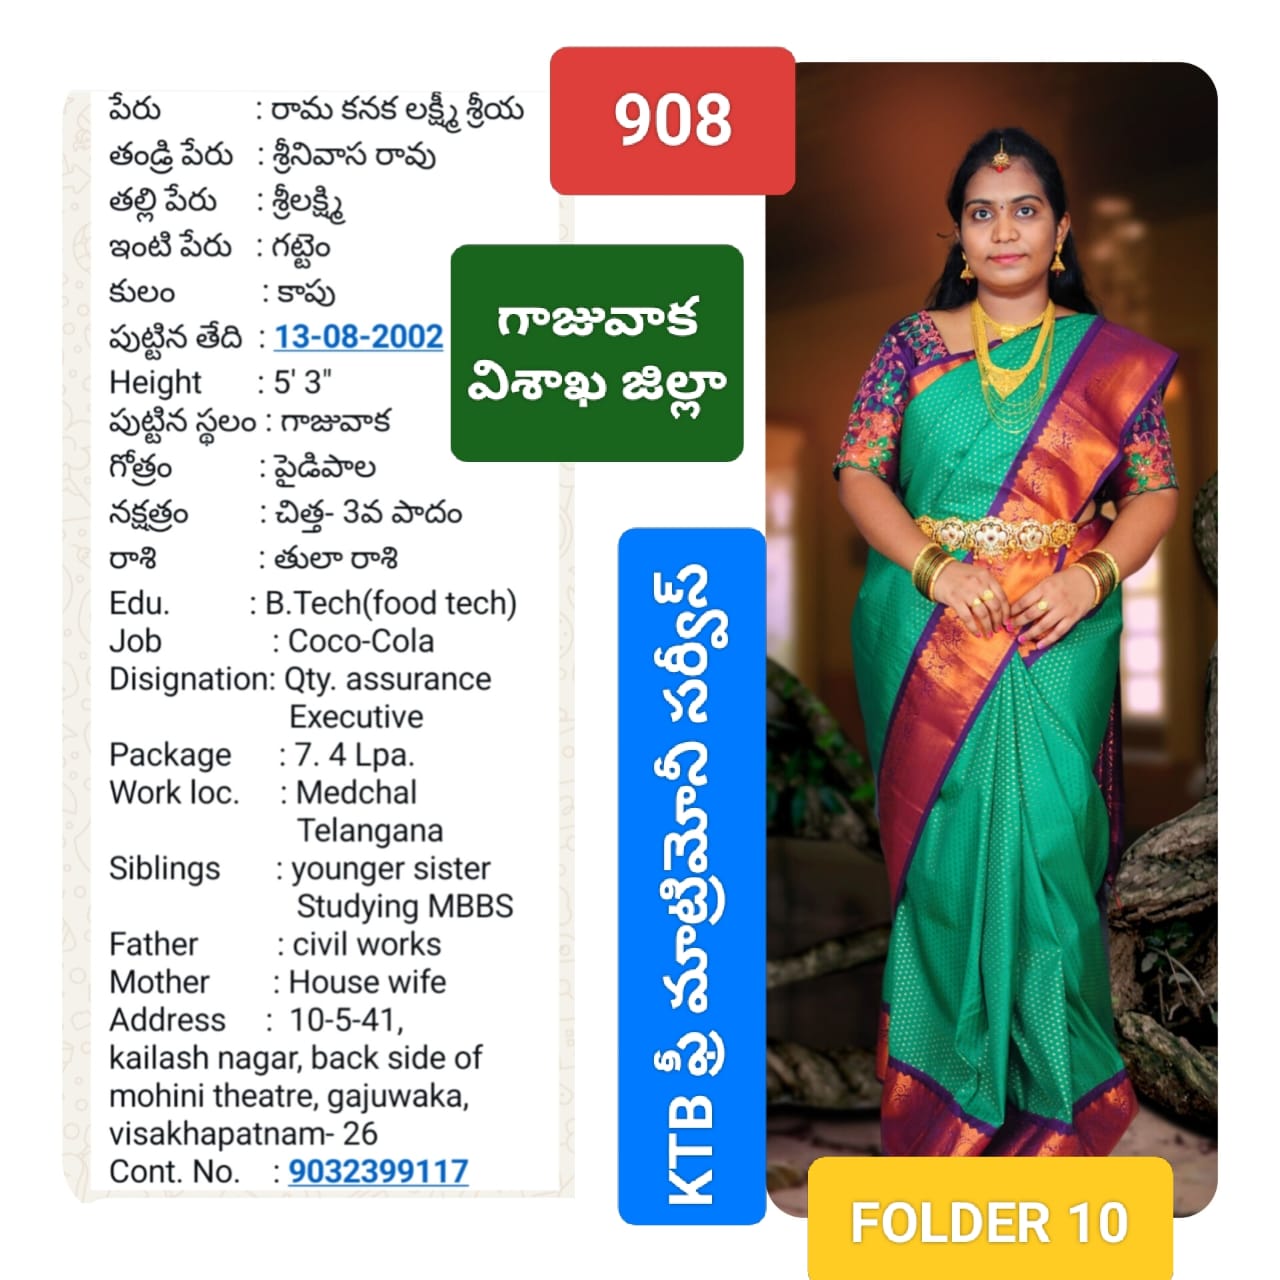 908
పేరు : రామ కనక లక్ష్మీ శ్రీయ
తండ్రి పేరు : శ్రీనివాస రావు
తల్లి పేరు : శ్రీలక్ష్మి
ఇంటి పేరు : గట్టెం
కులం : కాపు
పుట్టిన తేది : 13-08-2002
Height : 5' 3"
పుట్టిన స్థలం : గాజువాక
గోత్రం : పైడిపాల
నక్షత్రం : చిత్త- 3వ పాదం
రాశి : తులా రాశి
Edu. : B.Tech(food tech)
Job : Coco-Cola
Disignation: Qty. assurance
Executive
Package : 7. 4 Lpa.
Work loc. : Medchal
Telangana
Siblings : younger sister
Studying MBBS
Father : civil works
Mother : House wife
Address : 10-5-41,
kailash nagar, back side of
mohini theatre, gajuwaka,
visakhapatnam- 26
Cont. No. : 9032399117
గాజువాక
విశాఖ జిల్లా
KTB ఫ్రీ మాట్రిమోనీ సర్వీస్
FOLDER 10